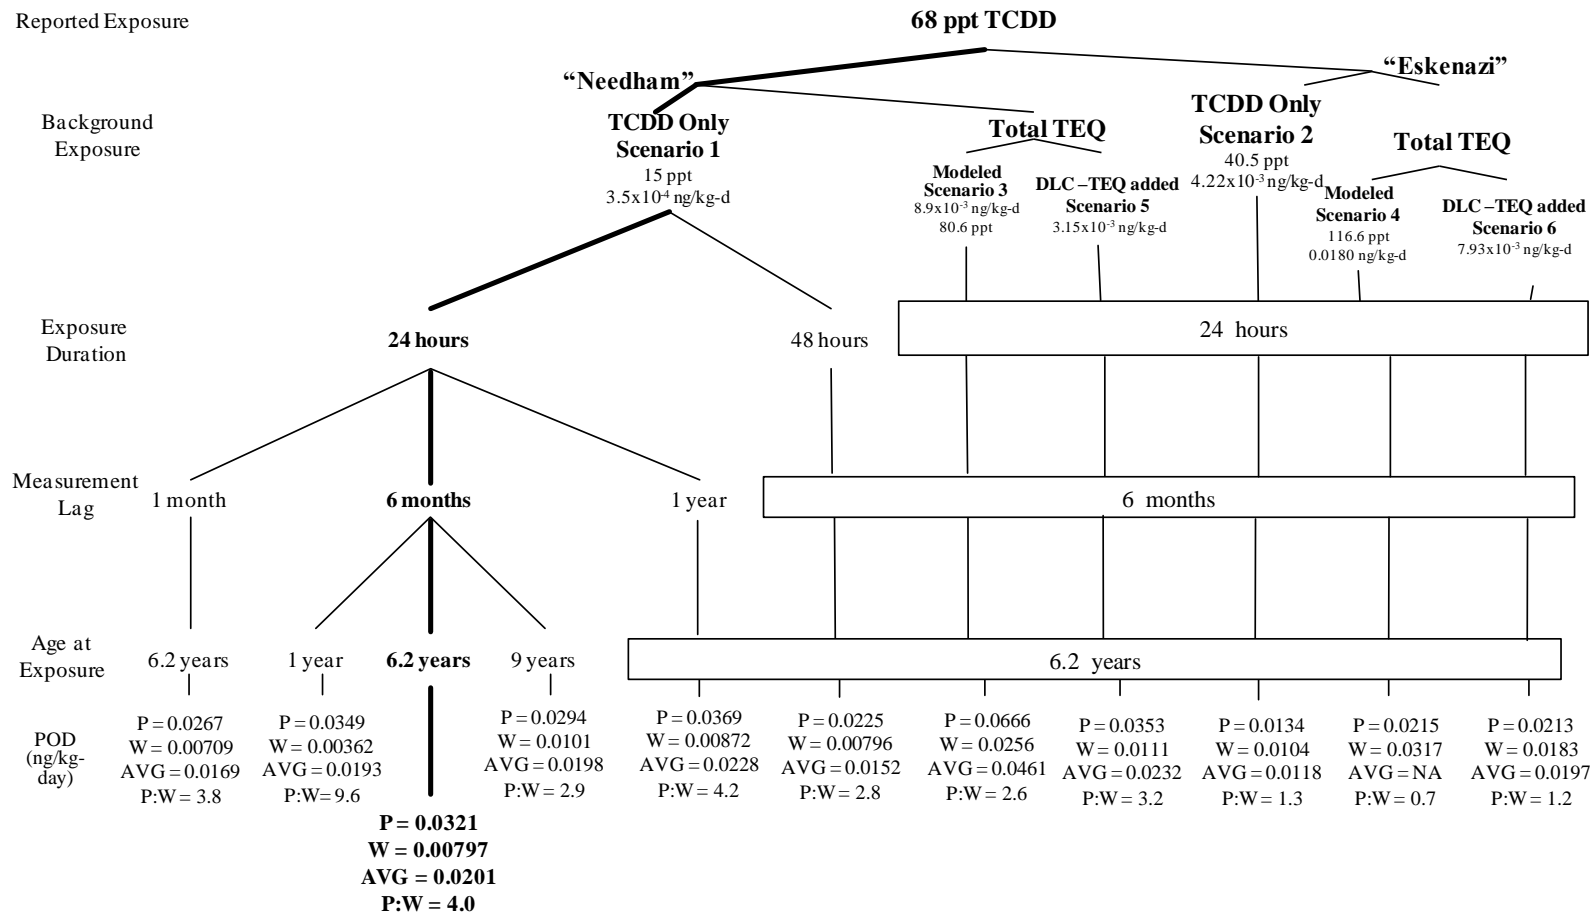 Reported Exposure
68 ppt TCDD
“Needham”
“Eskenazi”
Background
Exposure
TCDD Only
Scenario 1
15 ppt
3.5x10-4 ng/kg-d
Total TEQ
Modeled
Scenario 3
8.9x10-3 ng/kg-d
80.6 ppt
DLC –TEQ added
Scenario 5
3.15x10-3 ng/kg-d
TCDD Only
Scenario 2
40.5 ppt
4.22x10-3 ng/kg-d
Total TEQ
Modeled
Scenario 4
116.6 ppt
0.0180 ng/kg-d
DLC –TEQ added
Scenario 6
7.93x10-3 ng/kg-d
Exposure
Duration
24 hours
48 hours
24 hours
Measurement
Lag
1 month
6 months
1 year
6 months
Age at
Exposure
6.2 years
1 year
6.2 years
9 years
6.2 years
POD
(ng/kg-
day)
P = 0.0267
W = 0.00709
AVG = 0.0169
P:W = 3.8
P = 0.0349
W = 0.00362
AVG = 0.0193
P:W = 9.6
P = 0.0321
W = 0.00797
AVG = 0.0201
P:W = 4.0
P = 0.0294
W = 0.0101
AVG = 0.0198
P:W = 2.9
P = 0.0369
W = 0.00872
AVG = 0.0228
P:W = 4.2
P = 0.0225
W = 0.00796
AVG = 0.0152
P:W = 2.8
P = 0.0666
W = 0.0256
AVG = 0.0461
P:W = 2.6
P = 0.0353
W = 0.0111
AVG = 0.0232
P:W = 3.2
P = 0.0134
W = 0.0104
AVG = 0.0118
P:W = 1.3
P = 0.0215
W = 0.0317
AVG = NA
P:W = 0.7
P = 0.0213
W = 0.0183
AVG = 0.0197
P:W = 1.2